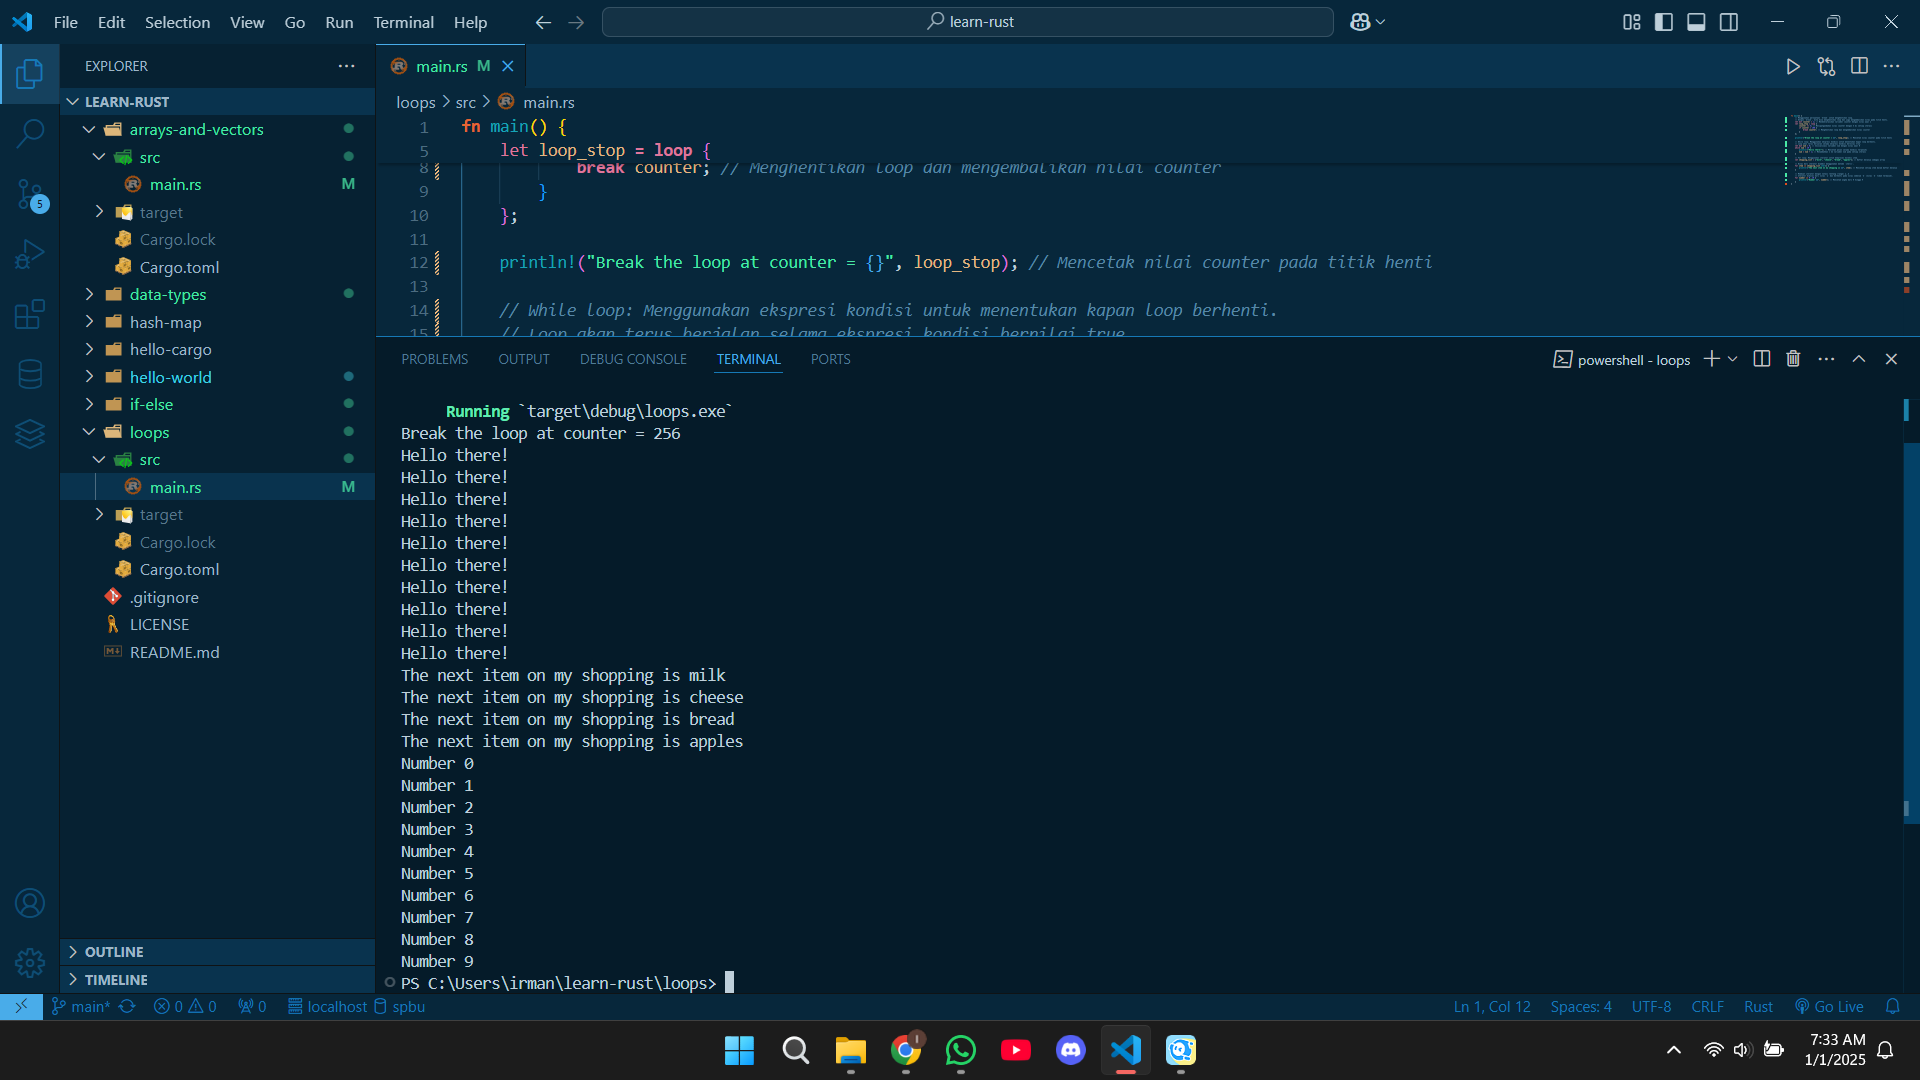 File Edit Selection View Go Run Terminal Help
learn-rust
EXPLORER
LEARN-RUST
arrays-and-vectors
src
main.rs M
target
Cargo.lock
Cargo.toml
data-types
hash-map
hello-cargo
hello-world
if-else
loops
src
main.rs M
target
Cargo.lock
Cargo.toml
.gitignore
LICENSE
README.md
OUTLINE
TIMELINE
5
main.rs M
loops > src > main.rs
1 fn main() {
5 let loop_stop = loop {
8 break counter; // Menghentikan loop dan mengembalikan nilai counter
9 }
10 };
11
12 println!("Break the loop at counter = {}", loop_stop); // Mencetak nilai counter pada titik henti
13
14 // While loop: Menggunakan ekspresi kondisi untuk menentukan kapan loop berhenti.
15 // Loop akan terus berjalan selama ekspresi kondisi bernilai true
PROBLEMS OUTPUT DEBUG CONSOLE TERMINAL PORTS
powershell - loops
Running `target\debug\loops.exe`
Break the loop at counter = 256
Hello there!
Hello there!
Hello there!
Hello there!
Hello there!
Hello there!
Hello there!
Hello there!
Hello there!
Hello there!
The next item on my shopping is milk
The next item on my shopping is cheese
The next item on my shopping is bread
The next item on my shopping is apples
Number 0
Number 1
Number 2
Number 3
Number 4
Number 5
Number 6
Number 7
Number 8
Number 9
PS C:\Users\irman\learn-rust\loops>
main* 0 0 0 localhost spbu
Ln 1, Col 12 Spaces: 4 UTF-8 CRLF Rust Go Live
I
7:33 AM
1/1/2025